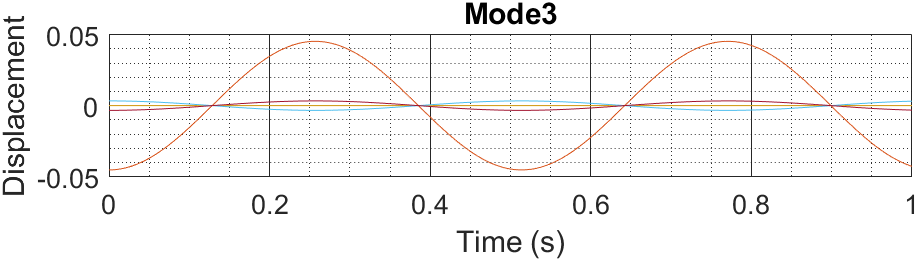 Mode3
Displacement
0.05
0
-0.05
0 0.2 0.4 0.6 0.8 1
Time (s)